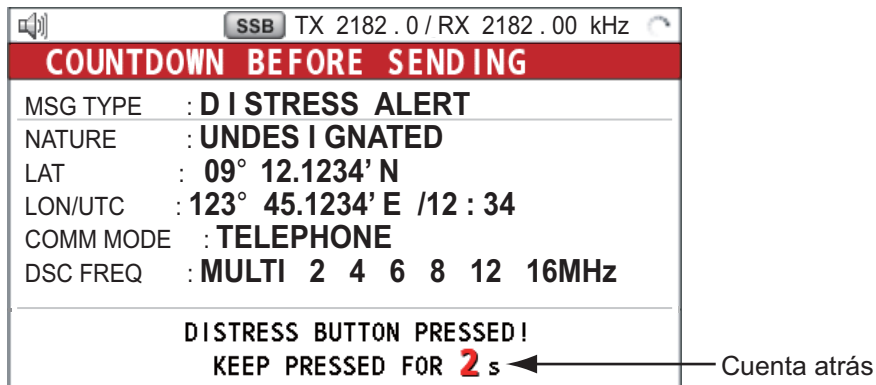 SSB TX 2182 . 0 / RX 2182 . 00 kHz
COUNTDOWN BEFORE SENDING
MSG TYPE : DISTRESS ALERT
NATURE : UNDESIGNATED
LAT : 09° 12.1234' N
LON/UTC : 123° 45.1234' E /12 : 34
COMM MODE : TELEPHONE
DSC FREQ : MULTI 2 4 6 8 12 16MHz
DISTRESS BUTTON PRESSED!
KEEP PRESSED FOR 2 s
Cuenta atrás